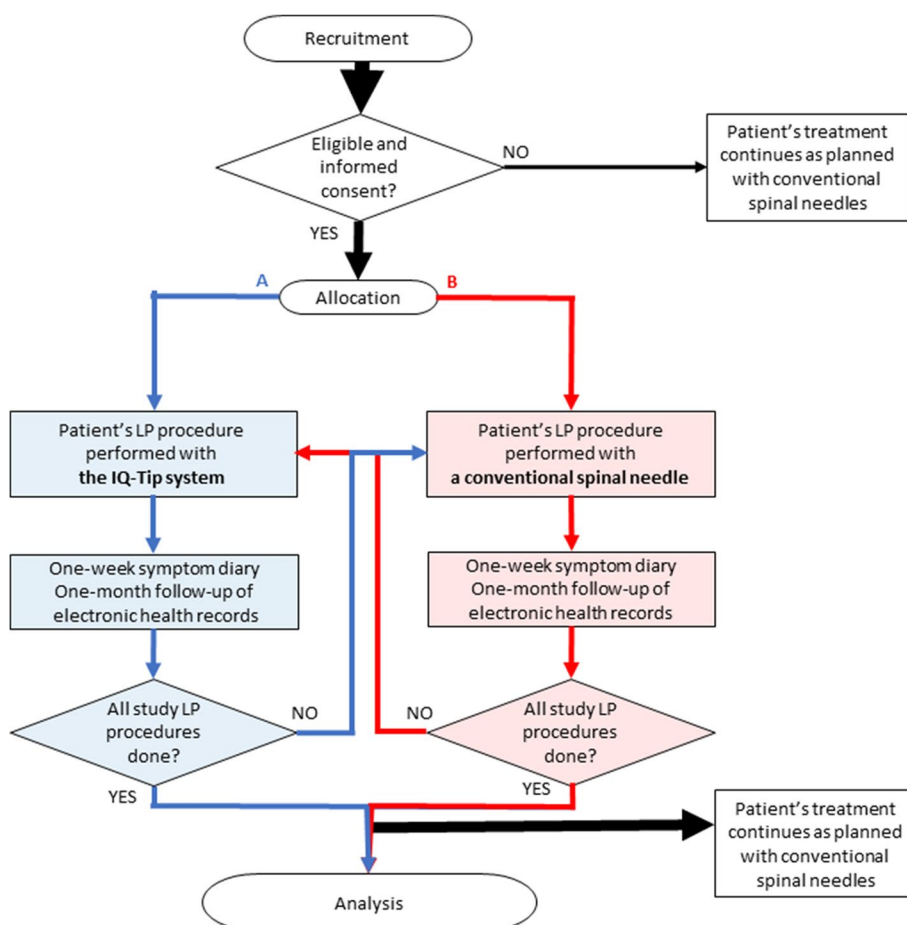 Recruitment
Eligible and
informed
consent?
NO
Patient's treatment
continues as planned
with conventional
spinal needles
YES
A
Allocation
B
Patient's LP procedure
performed with
the IQ-Tip system
Patient's LP procedure
performed with
a conventional spinal needle
One-week symptom diary
One-month follow-up of
electronic health records
One-week symptom diary
One-month follow-up of
electronic health records
All study LP
procedures
done?
NO
YES
NO
All study LP
procedures
done?
YES
Patient's treatment
continues as planned
with conventional
spinal needles
Analysis